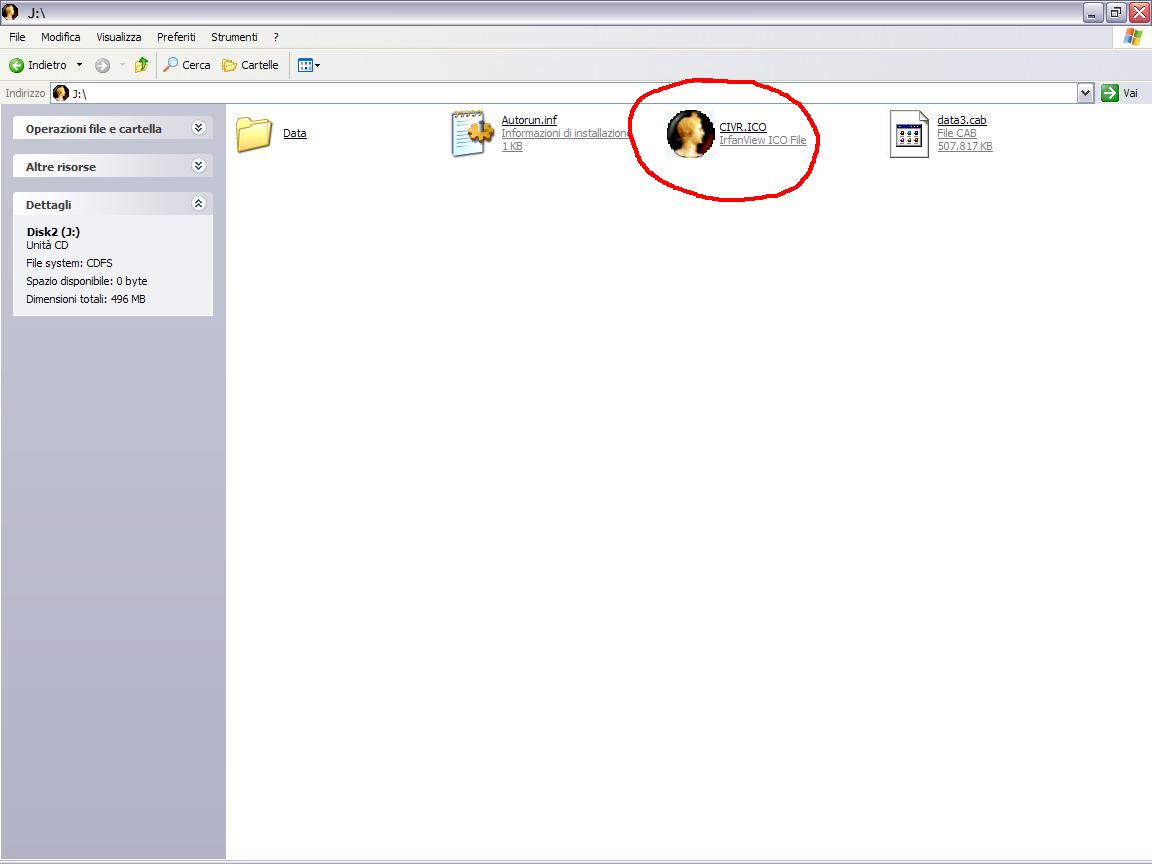 J:\
File Modifica Visualizza Preferiti Strumenti ?
Indietro Cerca Cartelle
Indirizzo J:\ Vai
Operazioni file e cartella
Altre risorse
Dettagli
Disk2 (J:)
Unità CD
File system: CDFS
Spazio disponibile: 0 byte
Dimensioni totali: 496 MB
Data
Autorun.inf
Informazioni di installazione
1 KB
CIVR.ICO
IrfanView ICO File
data3.cab
File CAB
507.817 KB